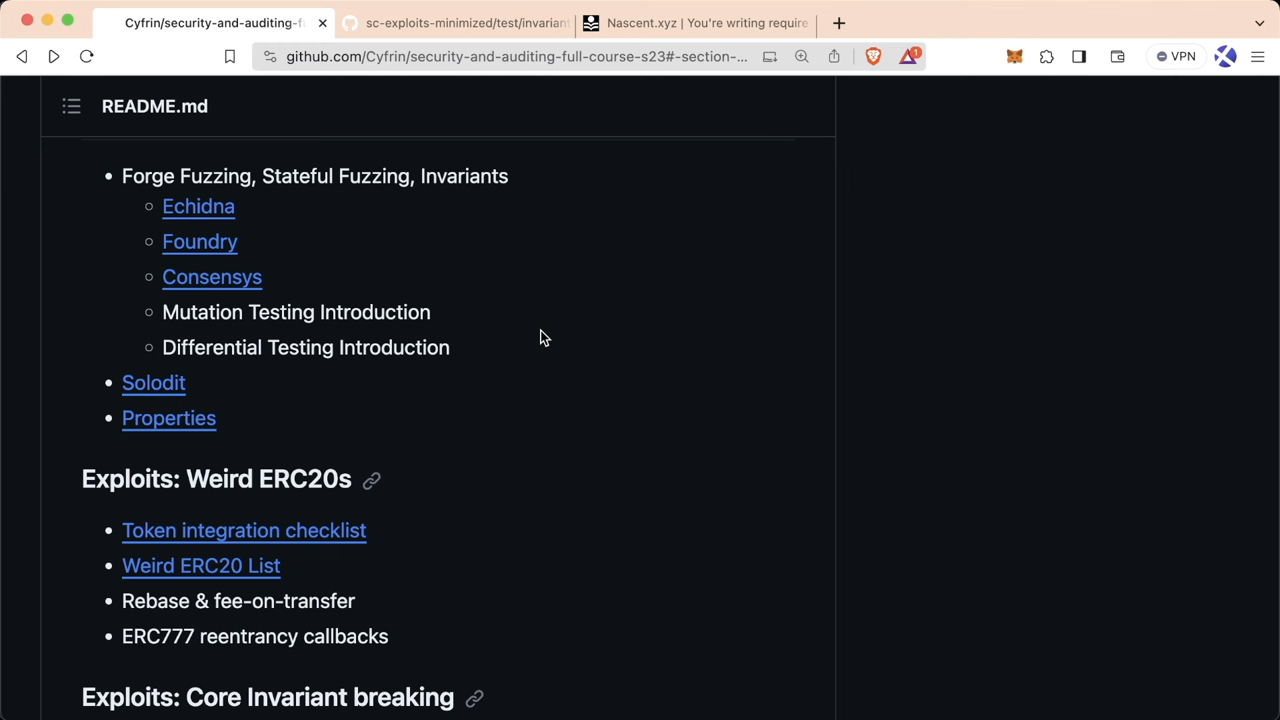 Cyfrin/security-and-auditing-f
sc-exploits-minimized/test/invariant
Nascent.xyz | You're writing require
github.com/Cyfrin/security-and-auditing-full-course-s23#-section-...
1
VPN
README.md
• Forge Fuzzing, Stateful Fuzzing, Invariants
○ Echidna
○ Foundry
○ Consensys
○ Mutation Testing Introduction
○ Differential Testing Introduction
• Solodit
• Properties
Exploits: Weird ERC20s
• Token integration checklist
• Weird ERC20 List
• Rebase & fee-on-transfer
• ERC777 reentrancy callbacks
Exploits: Core Invariant breaking